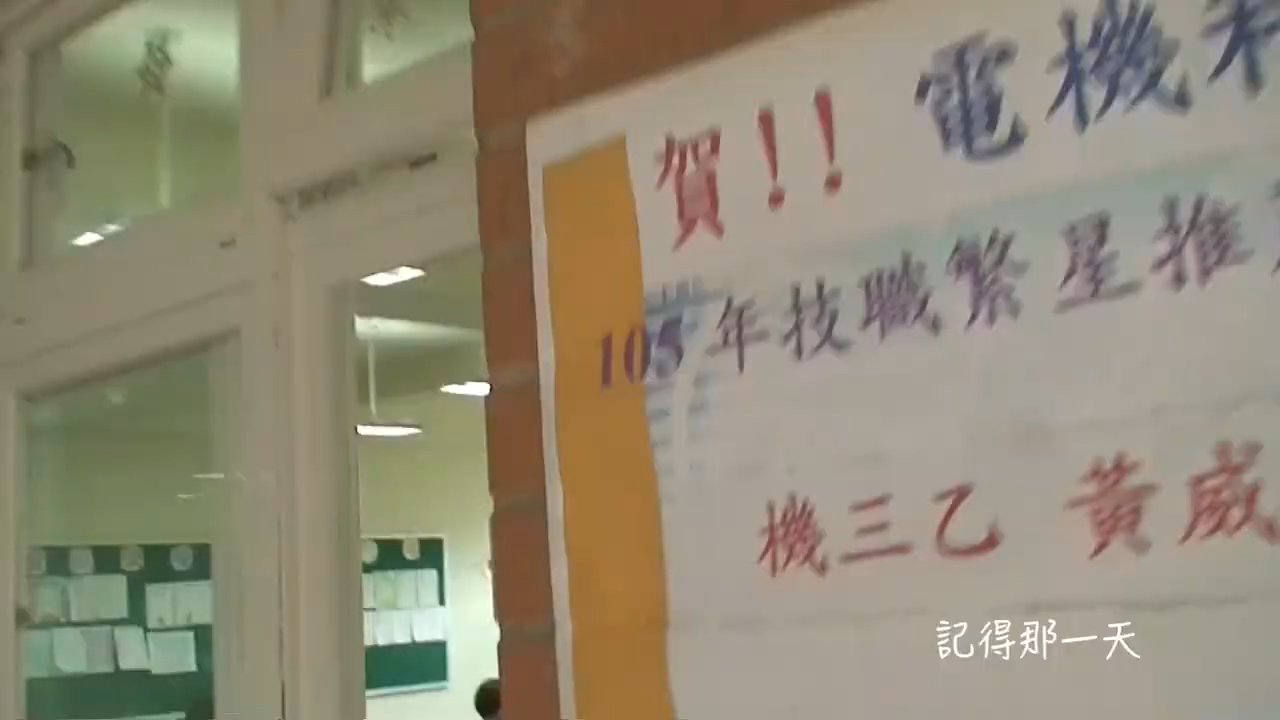 賀!! 電機科
105年技職繁星推
機三乙 黃威
記得那一天